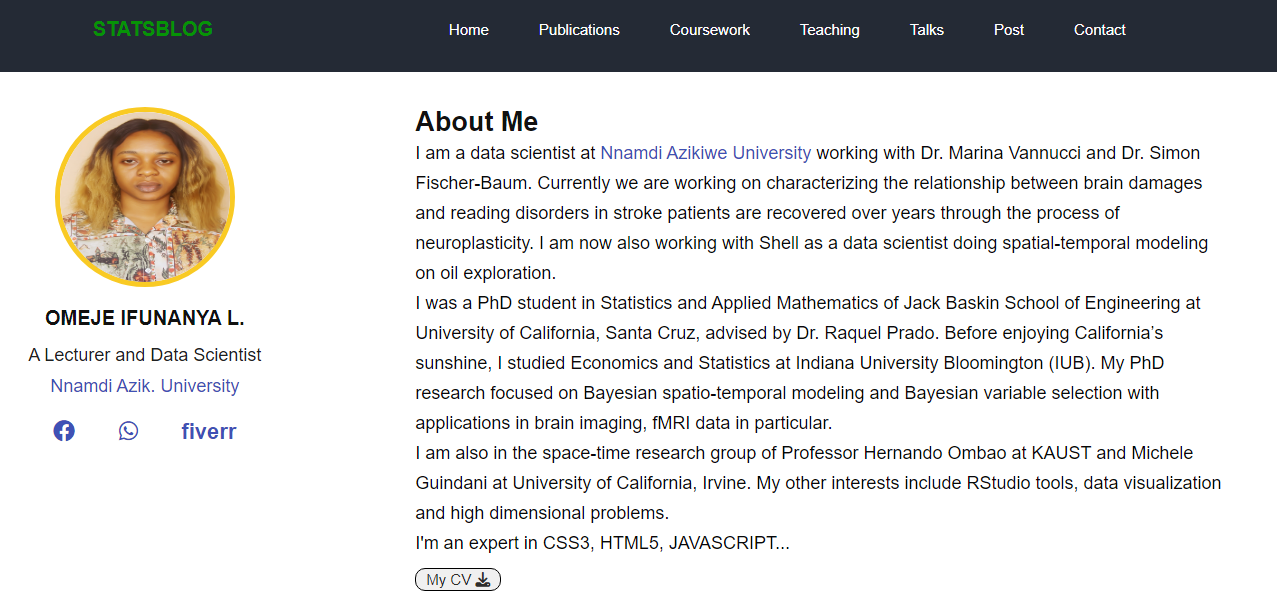 STATSBLOG
Home Publications Coursework Teaching Talks Post Contact
OMEJE IFUNANYA L.
A Lecturer and Data Scientist
Nnamdi Azik. University
fiverr
About Me
I am a data scientist at Nnamdi Azikiwe University working with Dr. Marina Vannucci and Dr. Simon
Fischer-Baum. Currently we are working on characterizing the relationship between brain damages
and reading disorders in stroke patients are recovered over years through the process of
neuroplasticity. I am now also working with Shell as a data scientist doing spatial-temporal modeling
on oil exploration.
I was a PhD student in Statistics and Applied Mathematics of Jack Baskin School of Engineering at
University of California, Santa Cruz, advised by Dr. Raquel Prado. Before enjoying California’s
sunshine, I studied Economics and Statistics at Indiana University Bloomington (IUB). My PhD
research focused on Bayesian spatio-temporal modeling and Bayesian variable selection with
applications in brain imaging, fMRI data in particular.
I am also in the space-time research group of Professor Hernando Ombao at KAUST and Michele
Guindani at University of California, Irvine. My other interests include RStudio tools, data visualization
and high dimensional problems.
I'm an expert in CSS3, HTML5, JAVASCRIPT...
My CV